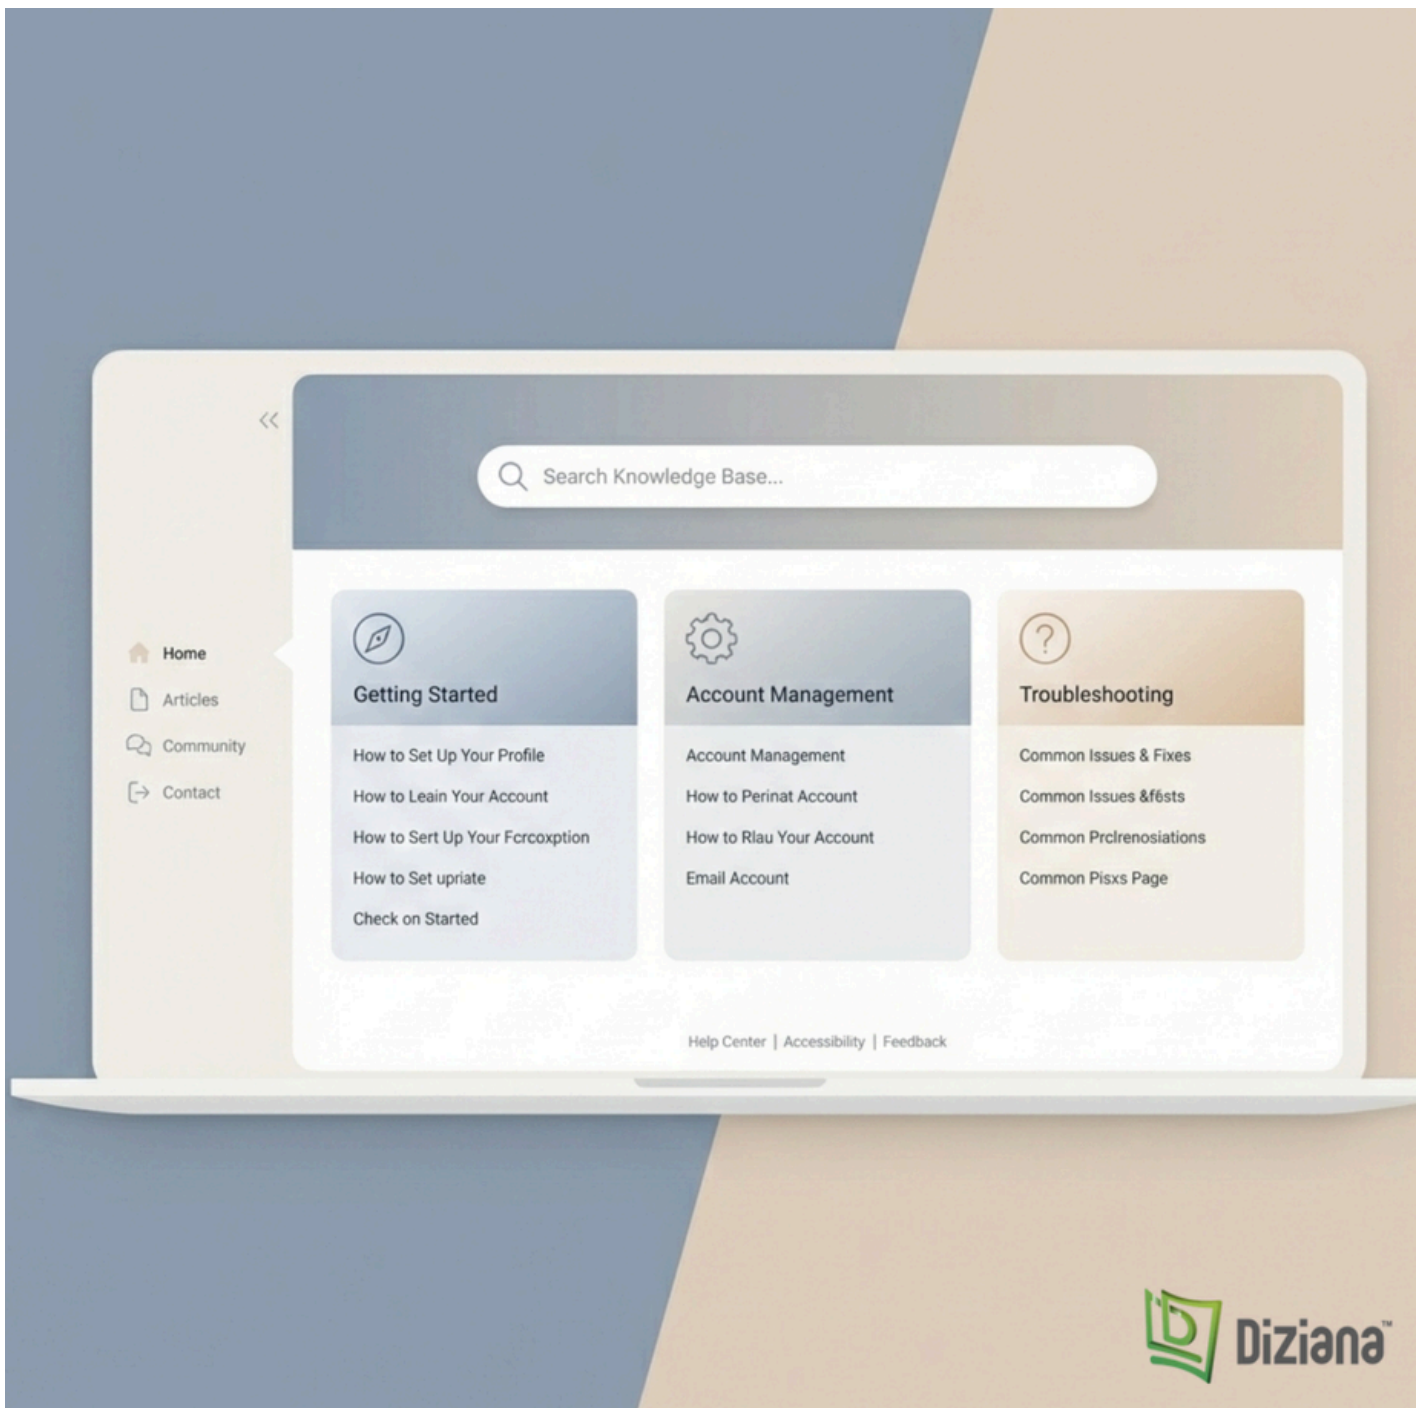 Search Knowledge Base...
Home
Articles
Community
Contact
Getting Started
How to Set Up Your Profile
How to Leain Your Account
How to Sert Up Your Fcrcoxption
How to Set upriate
Check on Started
Account Management
Account Management
How to Perinat Account
How to Rlau Your Account
Email Account
Troubleshooting
Common Issues & Fixes
Common Issues &fésts
Common Prclrenosiations
Common Pisxs Page
Help Center | Accessibility | Feedback
Diziana™